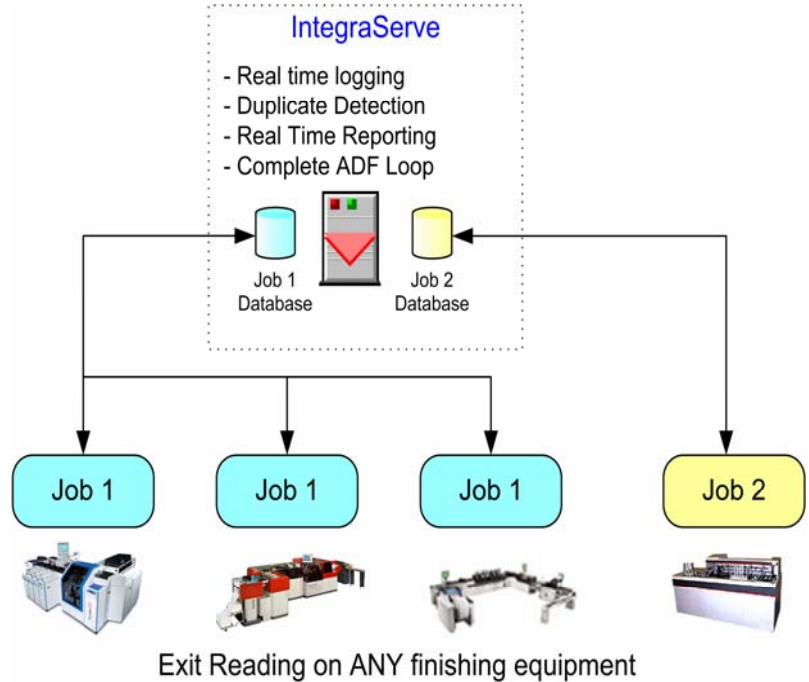 IntegraServe
- Real time logging
- Duplicate Detection
- Real Time Reporting
- Complete ADF Loop
Job 1
Database
Job 2
Database
Job 1
Job 1
Job 1
Job 2
Exit Reading on ANY finishing equipment